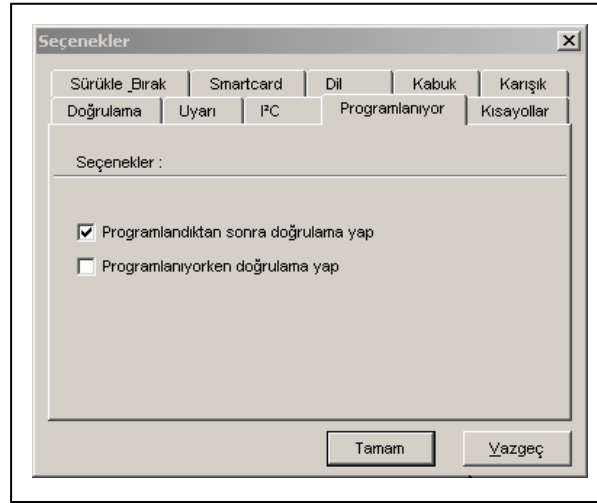 Seçenekler
Sürükle _Bırak Smartcard Dil Kabuk Karışık
Doğrulama Uyarı I²C Programlanıyor Kısayollar
Seçenekler :
Programlandıktan sonra doğrulama yap
Programlanıyorken doğrulama yap
Tamam Vazgeç